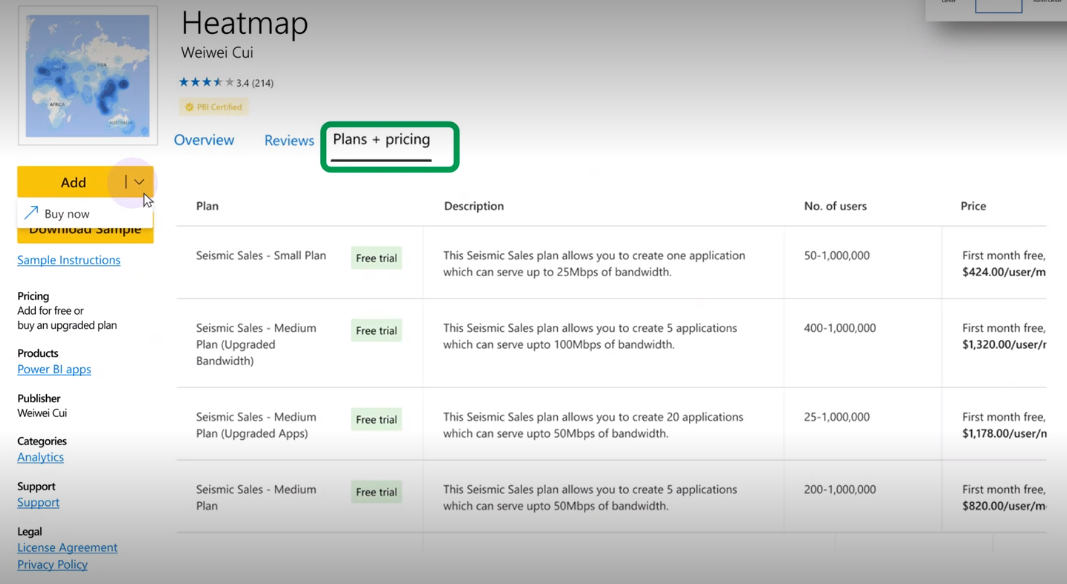 Heatmap
Weiwei Cui
3.4 (214)
PBI Certified
Overview
Reviews
Plans + pricing
Add
Buy now
Download Sample
Sample Instructions
Pricing
Add for free or
buy an upgraded plan
Products
Power BI apps
Publisher
Weiwei Cui
Categories
Analytics
Support
Support
Legal
License Agreement
Privacy Policy
Plan
Description
No. of users
Price
Seismic Sales - Small Plan
Free trial
This Seismic Sales plan allows you to create one application
which can serve up to 25Mbps of bandwidth.
50-1,000,000
First month free,
$424.00/user/m
Seismic Sales - Medium
Plan (Upgraded
Bandwidth)
Free trial
This Seismic Sales plan allows you to create 5 applications
which can serve upto 100Mbps of bandwidth.
400-1,000,000
First month free,
$1,320.00/user/r
Seismic Sales - Medium
Plan (Upgraded Apps)
Free trial
This Seismic Sales plan allows you to create 20 applications
which can serve upto 50Mbps of bandwidth.
25-1,000,000
First month free,
$1,178.00/user/n
Seismic Sales - Medium
Plan
Free trial
This Seismic Sales plan allows you to create 5 applications
which can serve upto 50Mbps of bandwidth.
200-1,000,000
First month free,
$820.00/user/m